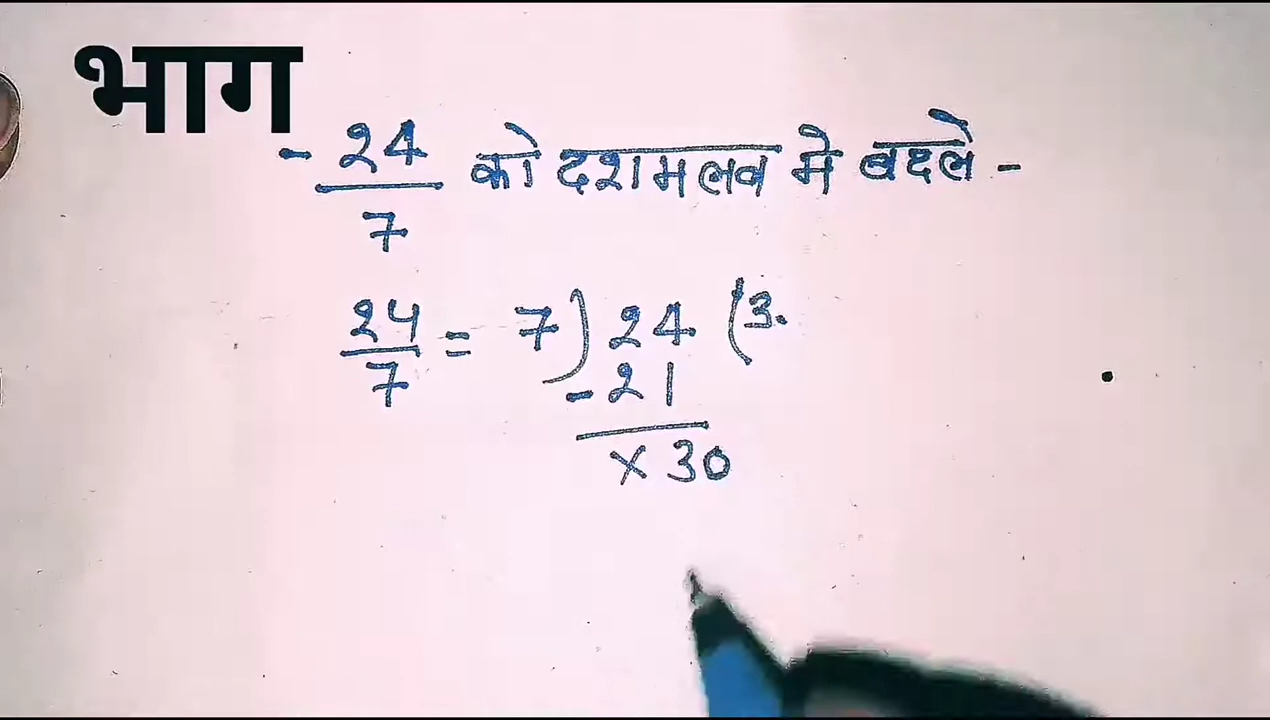 भाग
- 24/7 को दशमलव मे बदले -
24/7 = 7) 24 (3.
- 21
x 30